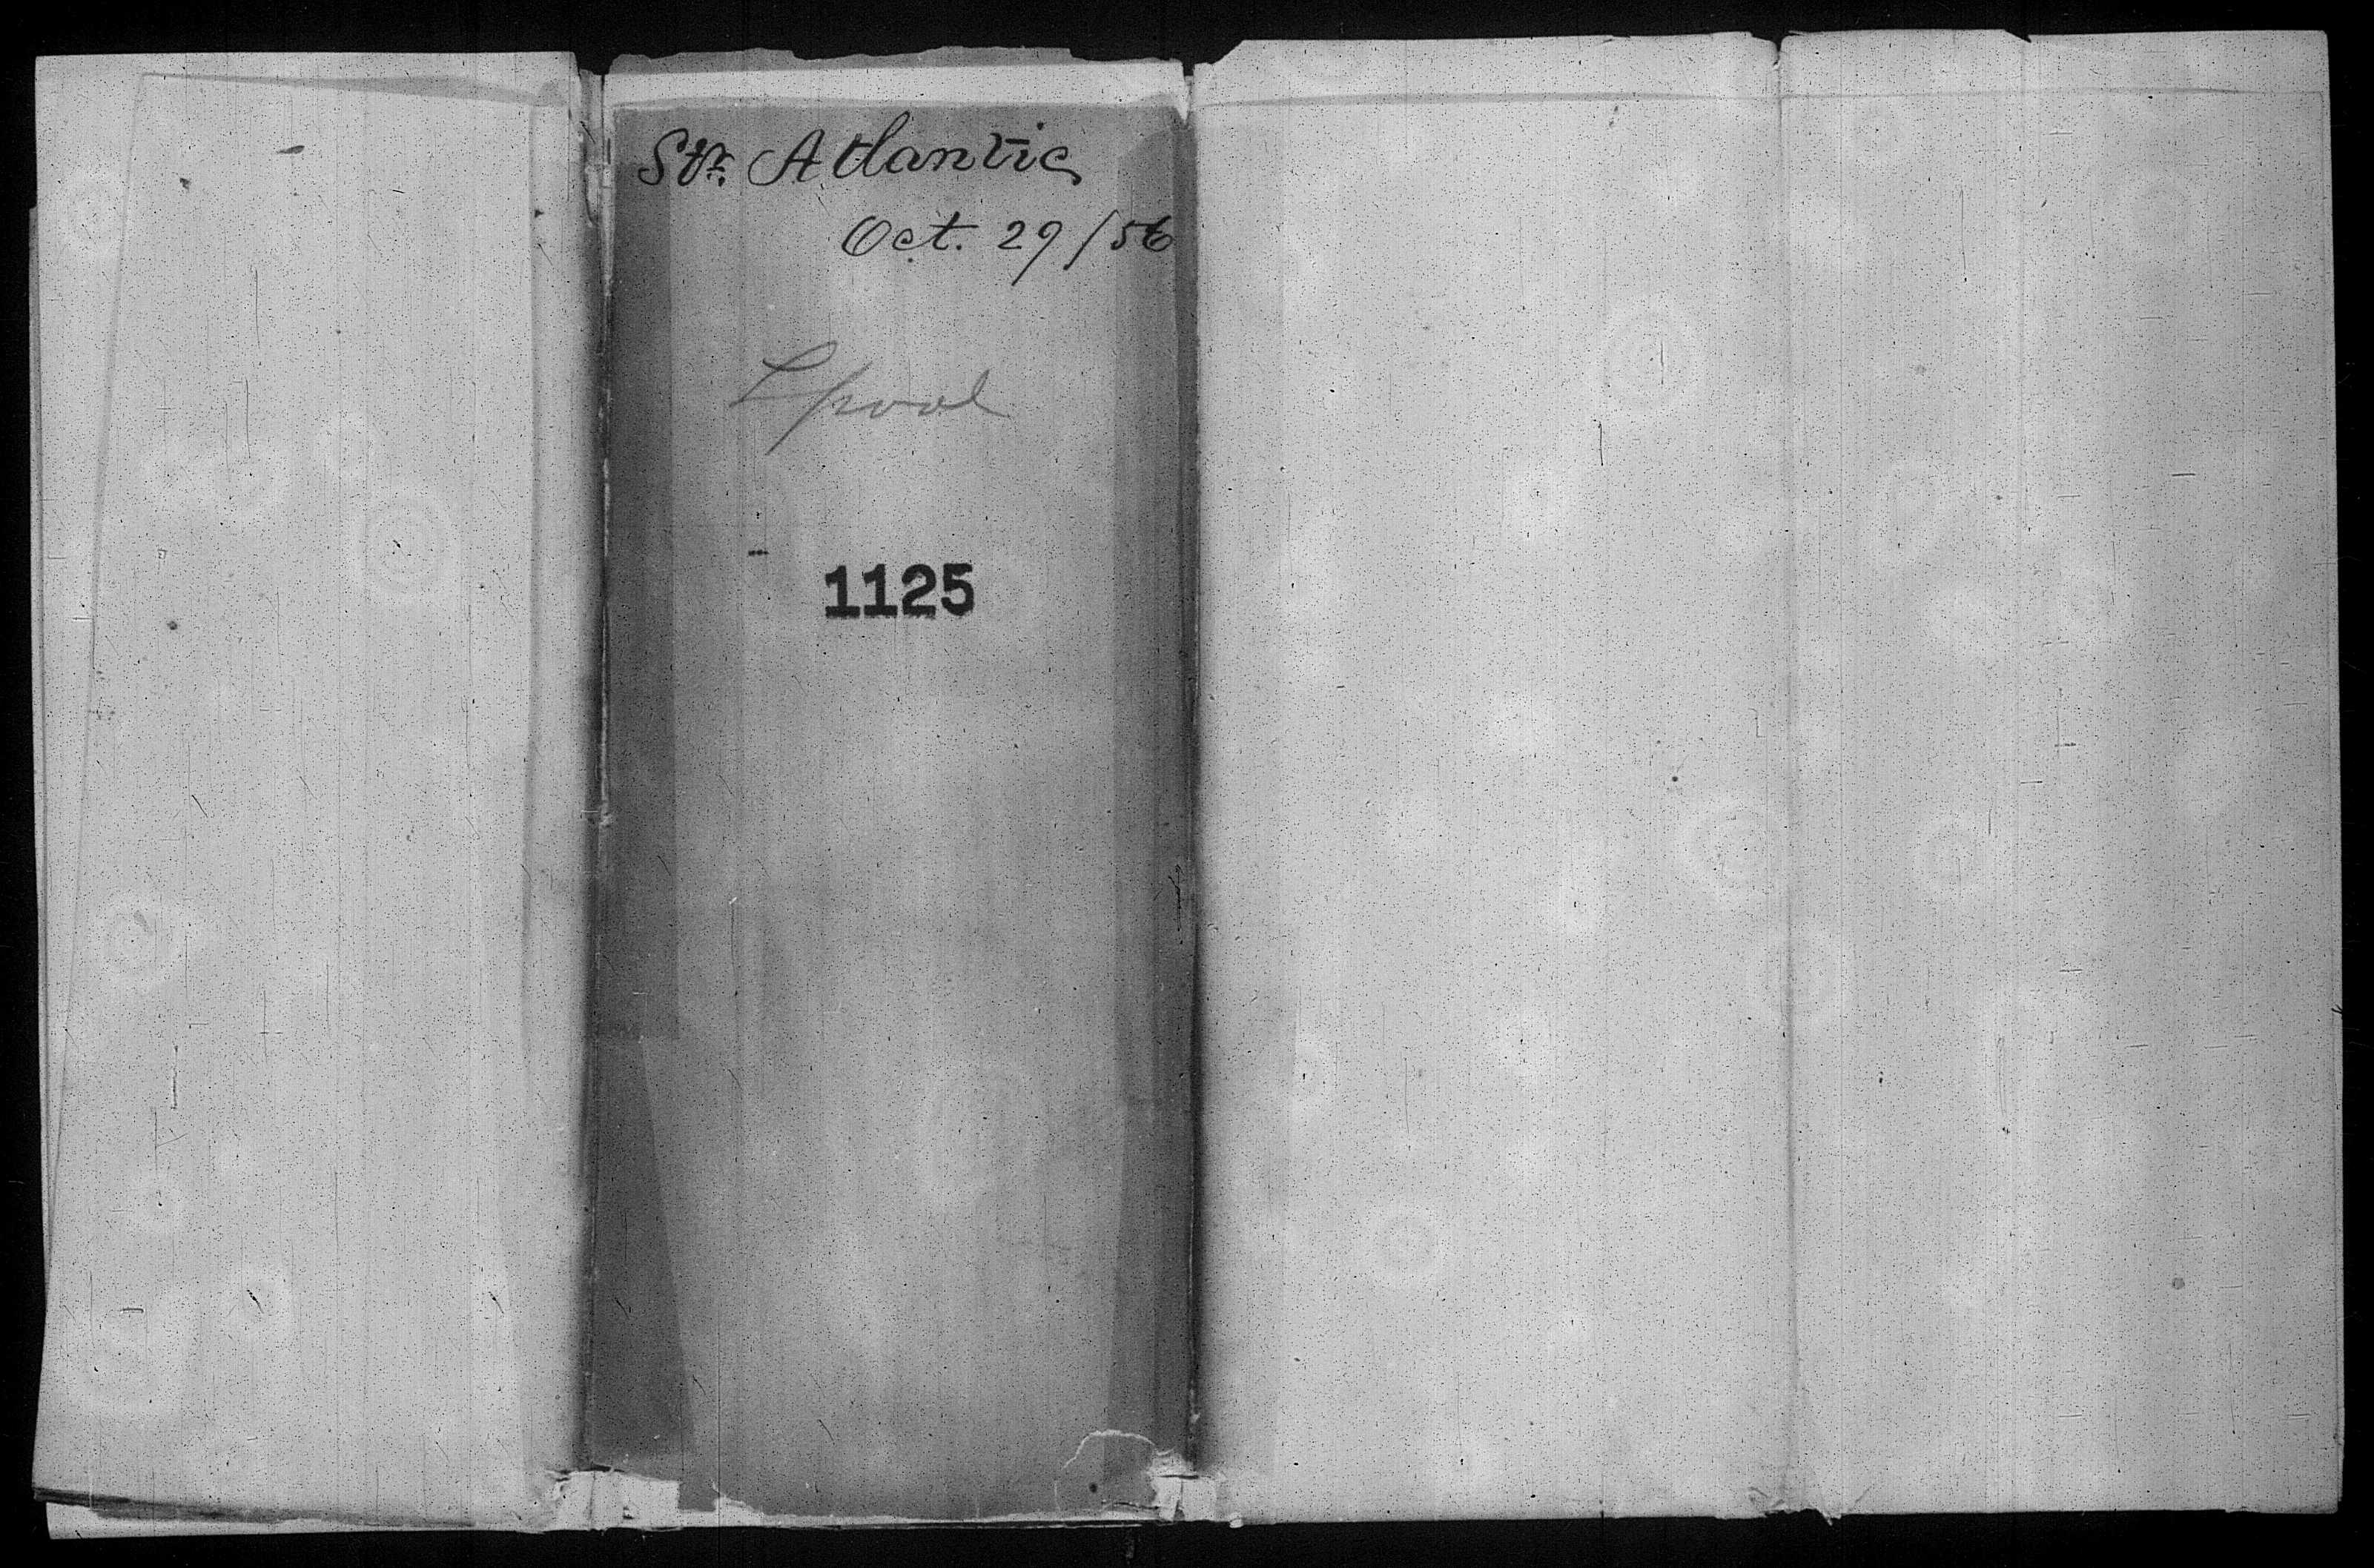 Str. Atlantic
Oct. 29/56
Lpool
1125